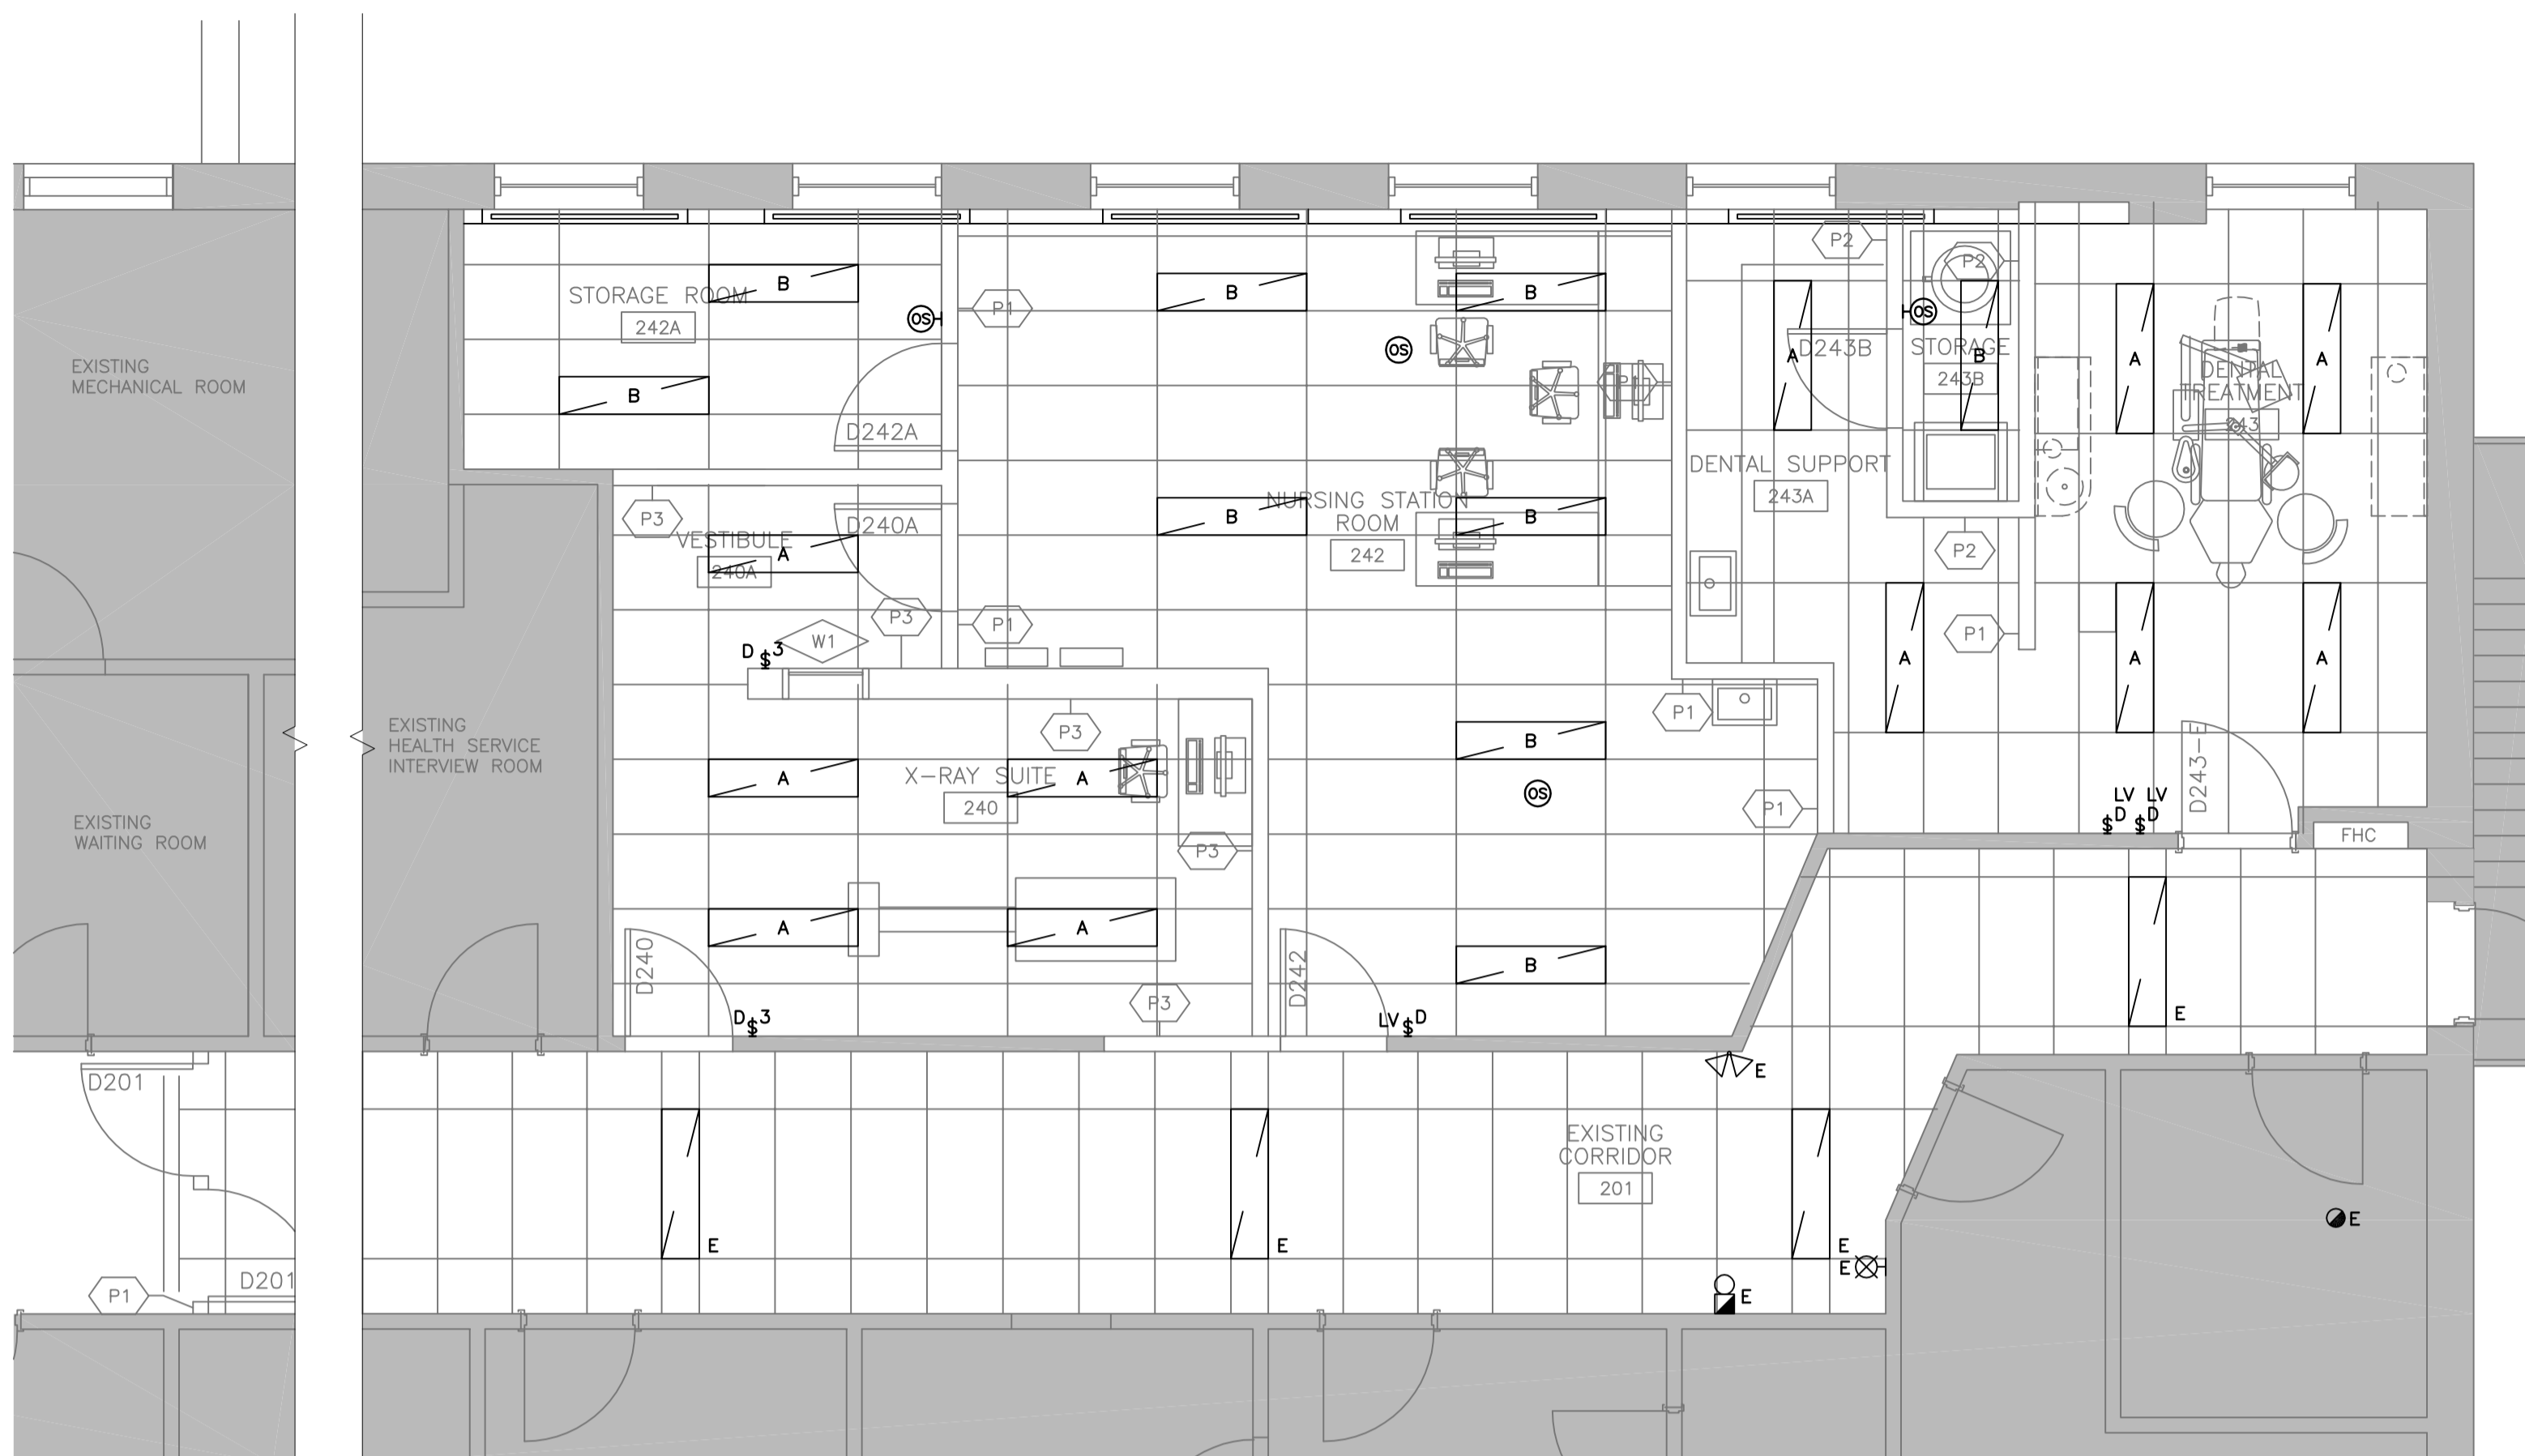 P2
P2
B
STORAGE ROOM
242A
OS
P1
B
B
OS
OS
A
D243B
STORAGE
B
243B
A
A
DENTAL
TREATMENT
243
EXISTING
MECHANICAL ROOM
B
D242A
DENTAL SUPPORT
243A
P3
D240A
VESTIBULE
A
240A
B
NURSING STATION
ROOM
B
242
P2
P3
P1
P1
W1
D $ 3
A
A
A
EXISTING
HEALTH SERVICE
INTERVIEW ROOM
P3
P1
B
X-RAY SUITE
A
A
240
OS
P1
D243-E
LV LV
$ D $ D
FHC
EXISTING
WAITING ROOM
P3
A
A
D240
D242
B
P3
D $ 3
LV $ D
E
E
D201
EXISTING
CORRIDOR
201
E
E
E
E
E
E
D201
P1